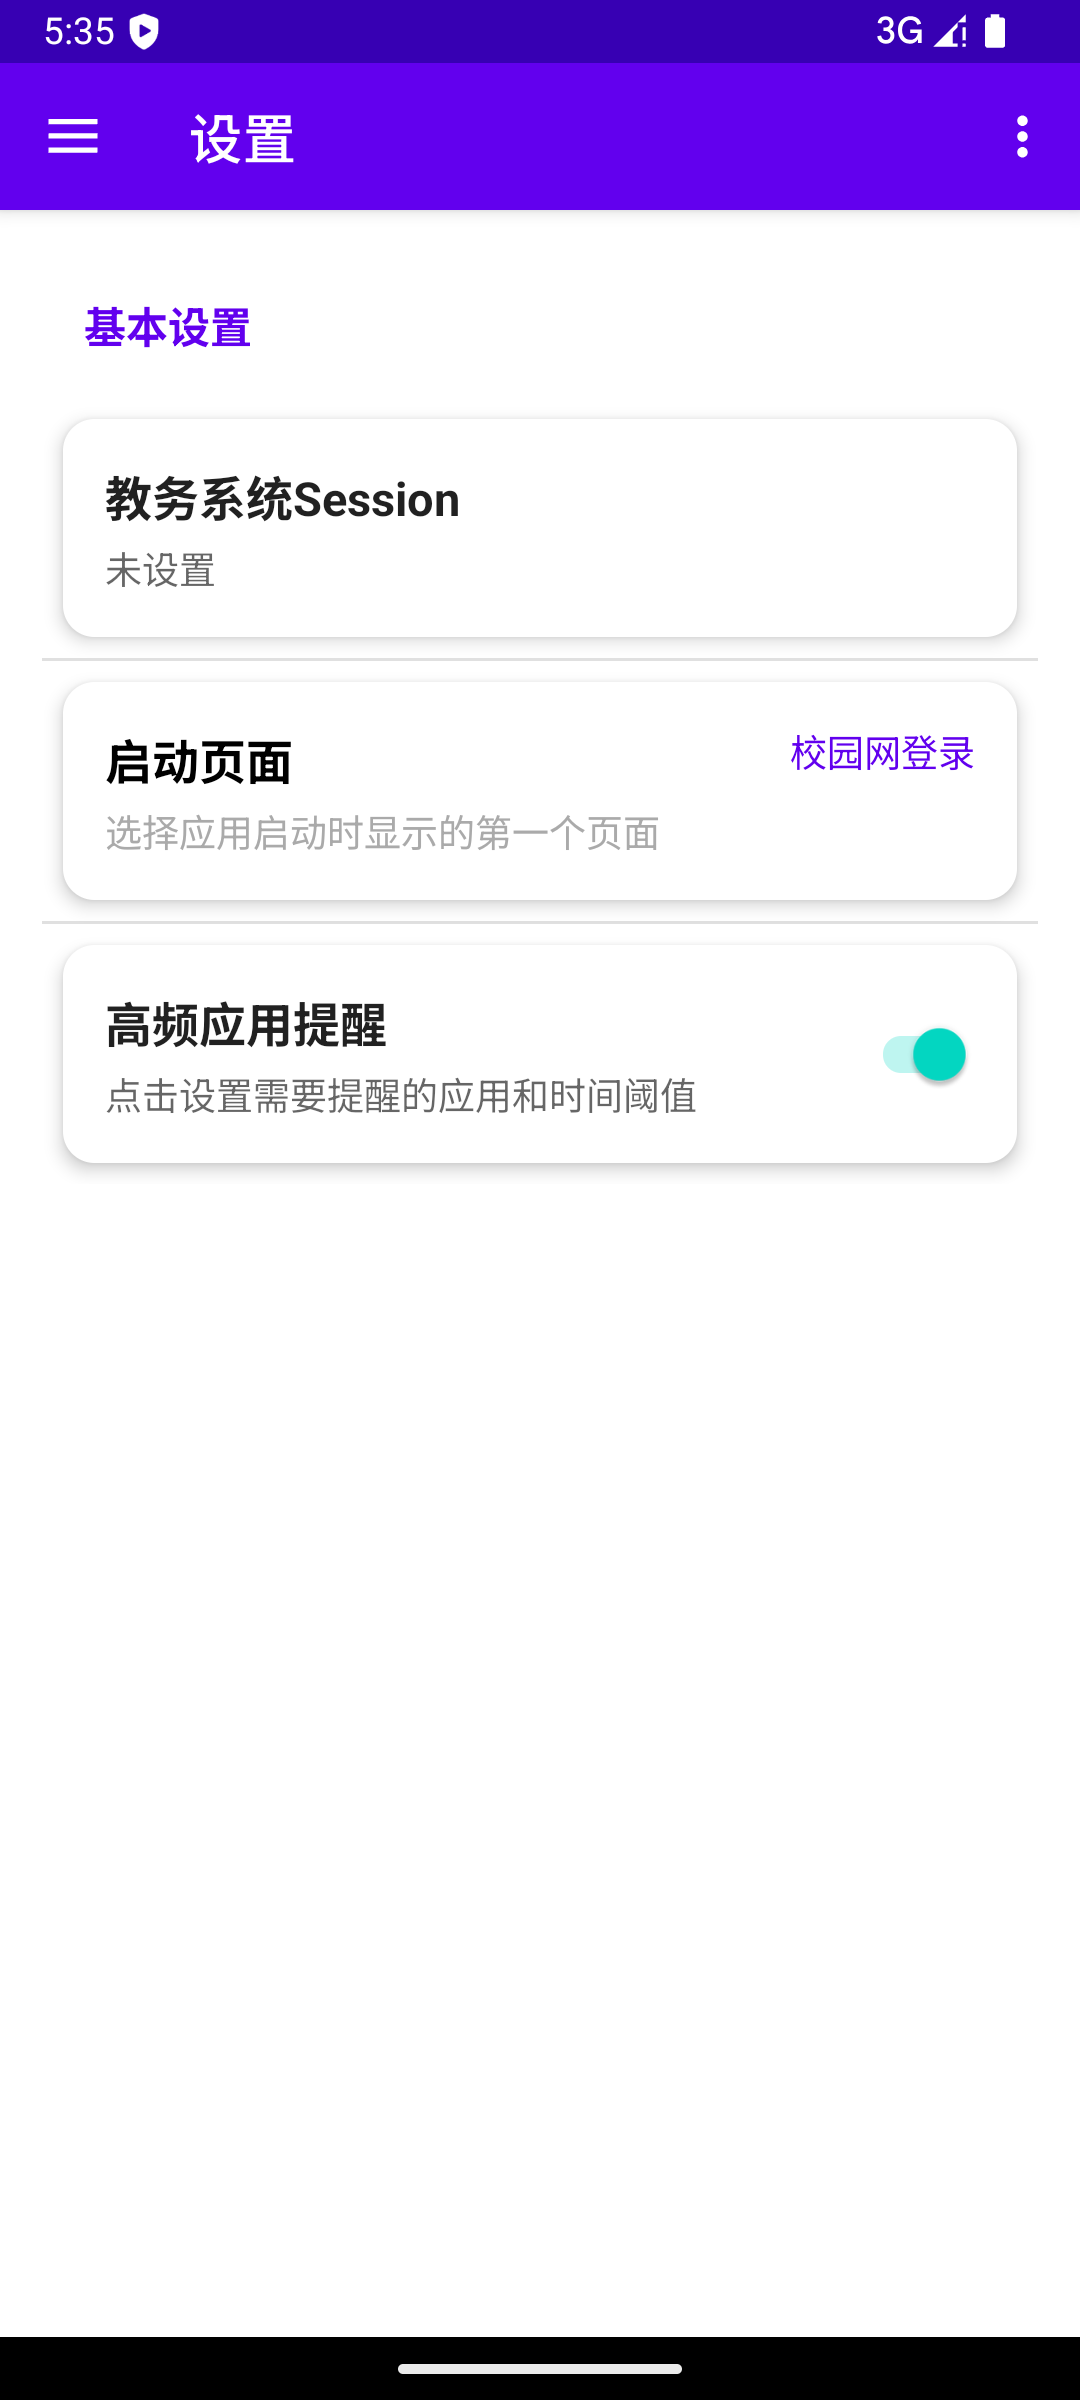 5:35
3G
设置
基本设置
教务系统Session
未设置
启动页面
校园网登录
选择应用启动时显示的第一个页面
高频应用提醒
点击设置需要提醒的应用和时间阈值